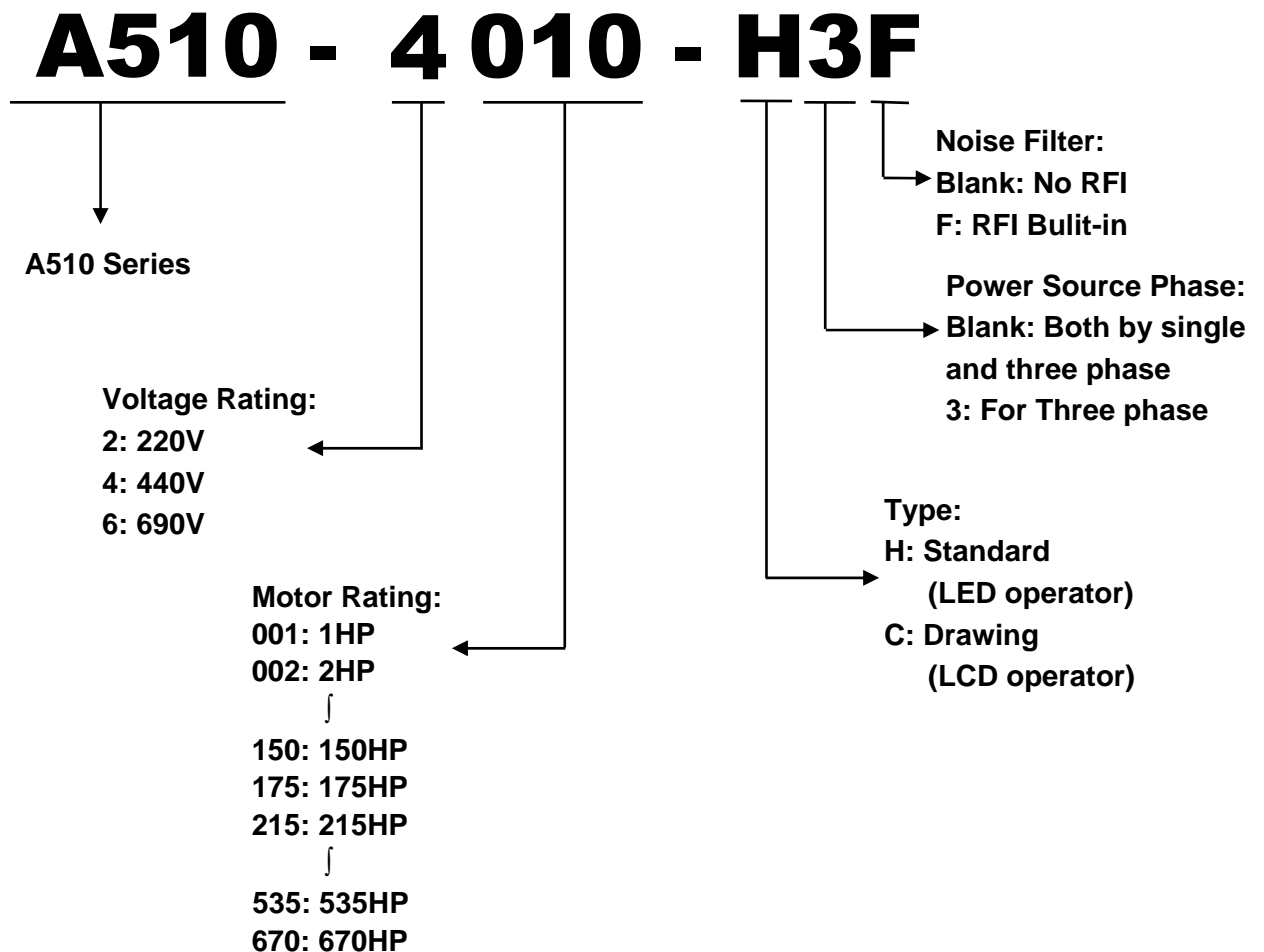 A510 - 4 010 - H3F
A510 Series
Voltage Rating:
2: 220V
4: 440V
6: 690V
Motor Rating:
001: 1HP
002: 2HP
∫
150: 150HP
175: 175HP
215: 215HP
∫
535: 535HP
670: 670HP
Noise Filter:
Blank: No RFI
F: RFI Bulit-in
Power Source Phase:
Blank: Both by single
and three phase
3: For Three phase
Type:
H: Standard
(LED operator)
C: Drawing
(LCD operator)